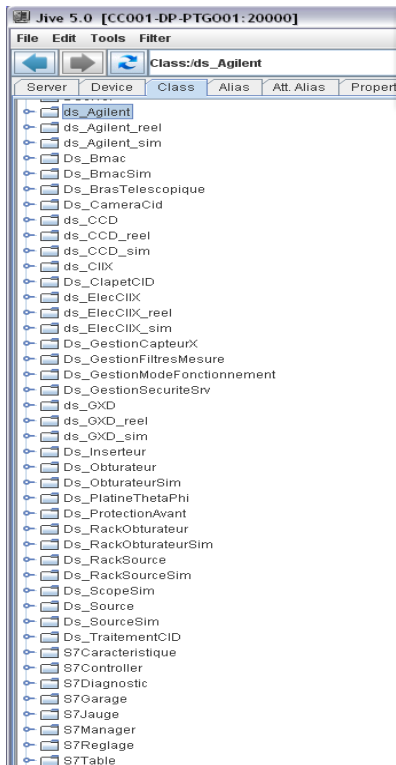 Jive 5.0 [CC001-DP-PTGO01:20000]
File Edit Tools Filter
Class:/ds_Agilent
Server Device Class Alias Att. Alias Propert
ds_Agilent
ds_Agilent_reel
ds_Agilent_sim
Ds_Bmac
Ds_BmacSim
Ds_BrasTelescopique
Ds_CameraCid
ds_CCD
ds_CCD_reel
ds_CCD_sim
ds_CIIX
Ds_ClapetCID
ds_ElecCIIX
ds_ElecCIIX_reel
ds_ElecCIIX_sim
Ds_GestionCapteurX
Ds_GestionFiltresMesure
Ds_GestionModeFonctionnement
Ds_GestionSecuriteSrv
ds_GXD
ds_GXD_reel
ds_GXD_sim
Ds_Inserteur
Ds_Obturateur
Ds_ObturateurSim
Ds_PlatineThetaPhi
Ds_ProtectionAvant
Ds_RackObturateur
Ds_RackObturateurSim
Ds_RackSource
Ds_RackSourceSim
Ds_ScopeSim
Ds_Source
Ds_SourceSim
Ds_TraitementCID
S7Caracteristique
S7Controller
S7Diagnostic
S7Garage
S7Jauge
S7Manager
S7Reglage
S7Table